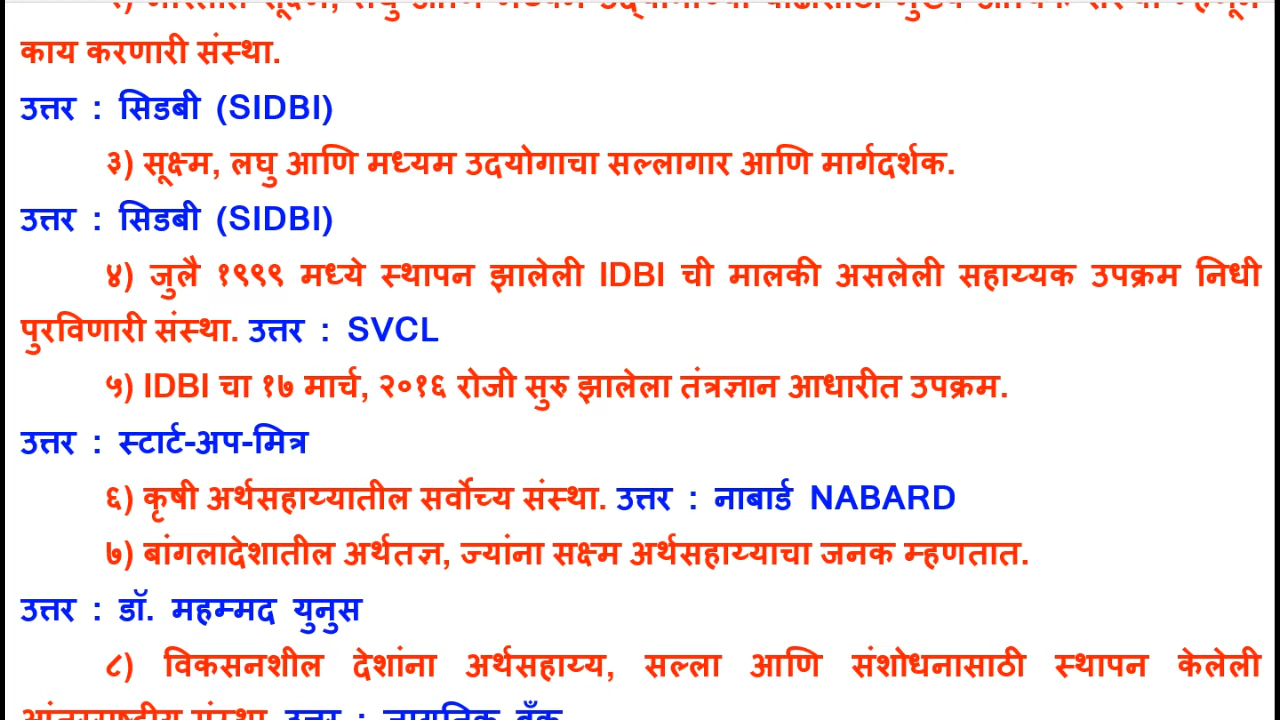 काय करणारी संस्था.
उत्तर : सिडबी (SIDBI)
३) सूक्ष्म, लघु आणि मध्यम उदयोगाचा सल्लागार आणि मार्गदर्शक.
उत्तर : सिडबी (SIDBI)
४) जुलै १९९९ मध्ये स्थापन झालेली IDBI ची मालकी असलेली सहाय्यक उपक्रम निधी
पुरविणारी संस्था. उत्तर : SVCL
५) IDBI चा १७ मार्च, २०१६ रोजी सुरु झालेला तंत्रज्ञान आधारीत उपक्रम.
उत्तर : स्टार्ट-अप-मित्र
६) कृषी अर्थसहाय्यातील सर्वोच्य संस्था. उत्तर : नाबार्ड NABARD
७) बांगलादेशातील अर्थतज्ञ, ज्यांना सक्ष्म अर्थसहाय्याचा जनक म्हणतात.
उत्तर : डॉ. महम्मद युनुस
८) विकसनशील देशांना अर्थसहाय्य, सल्ला आणि संशोधनासाठी स्थापन केलेली
उत्तर : जागतिक बँक